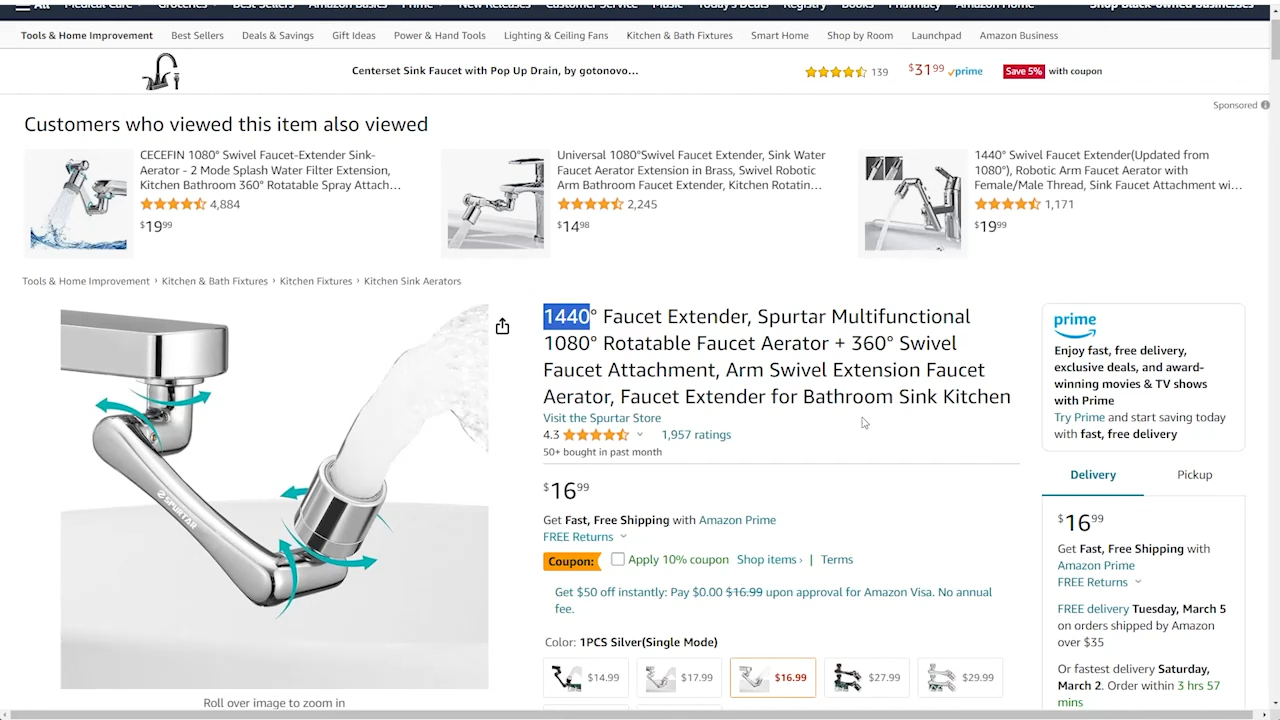 Tools & Home Improvement Best Sellers Deals & Savings Gift Ideas Power & Hand Tools Lighting & Ceiling Fans Kitchen & Bath Fixtures Smart Home Shop by Room Launchpad Amazon Business
Centerset Sink Faucet with Pop Up Drain, by gotonovo... 139 $31.99 prime Save 5% with coupon
Sponsored
Customers who viewed this item also viewed
CECEFIN 1080° Swivel Faucet-Extender Sink-
Aerator - 2 Mode Splash Water Filter Extension,
Kitchen Bathroom 360° Rotatable Spray Attach...
4,884
$19.99
Universal 1080°Swivel Faucet Extender, Sink Water
Faucet Aerator Extension in Brass, Swivel Robotic
Arm Bathroom Faucet Extender, Kitchen Rotatin...
2,245
$14.98
1440° Swivel Faucet Extender(Updated from
1080°), Robotic Arm Faucet Aerator with
Female/Male Thread, Sink Faucet Attachment wi...
1,171
$19.99
Tools & Home Improvement › Kitchen & Bath Fixtures › Kitchen Fixtures › Kitchen Sink Aerators
SPURTAR
Roll over image to zoom in
1440° Faucet Extender, Spurtar Multifunctional
1080° Rotatable Faucet Aerator + 360° Swivel
Faucet Attachment, Arm Swivel Extension Faucet
Aerator, Faucet Extender for Bathroom Sink Kitchen
Visit the Spurtar Store
4.3 1,957 ratings
50+ bought in past month
$16.99
Get Fast, Free Shipping with Amazon Prime
FREE Returns
Coupon: Apply 10% coupon Shop items › | Terms
Get $50 off instantly: Pay $0.00 $16.99 upon approval for Amazon Visa. No annual
fee.
Color: 1PCS Silver(Single Mode)
$14.99 $17.99 $16.99 $27.99 $29.99
prime
Enjoy fast, free delivery,
exclusive deals, and award-
winning movies & TV shows
with Prime
Try Prime and start saving today
with fast, free delivery
Delivery Pickup
$16.99
Get Fast, Free Shipping with
Amazon Prime
FREE Returns
FREE delivery Tuesday, March 5
on orders shipped by Amazon
over $35
Or fastest delivery Saturday,
March 2. Order within 3 hrs 57
mins